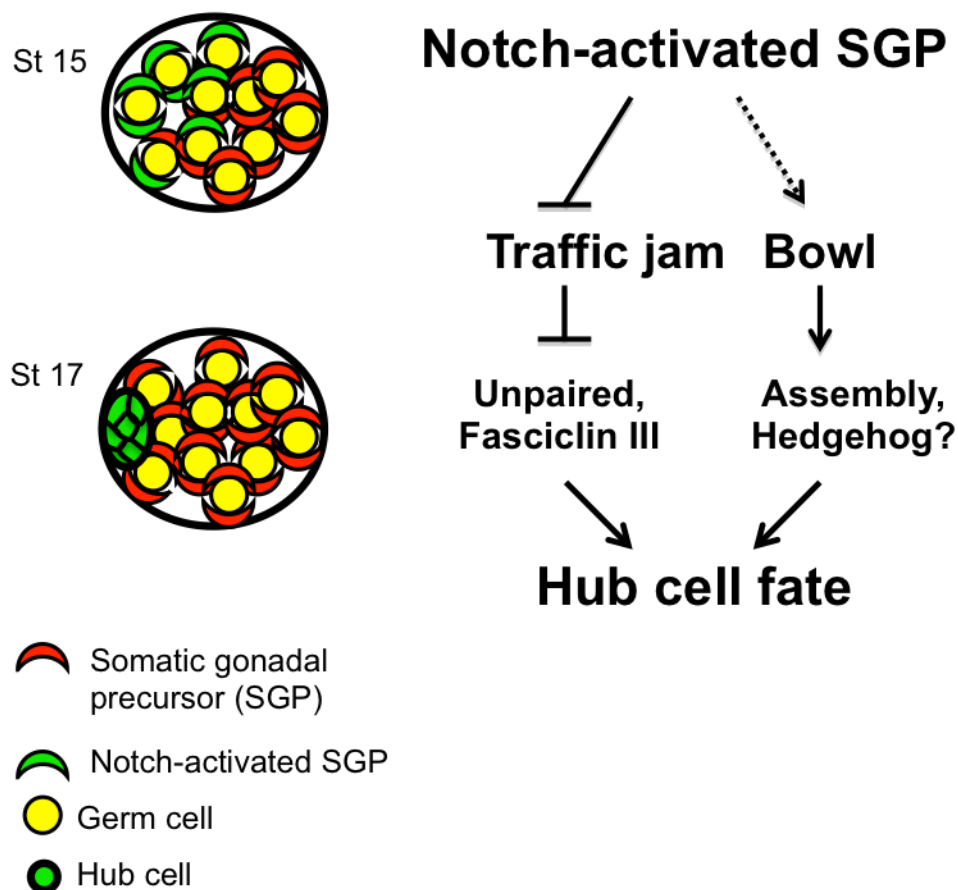 St 15
St 17
Notch-activated SGP
Traffic jam Bowl
Unpaired,
Fasciclin III
Assembly,
Hedgehog?
Hub cell fate
Somatic gonadal
precursor (SGP)
Notch-activated SGP
Germ cell
Hub cell